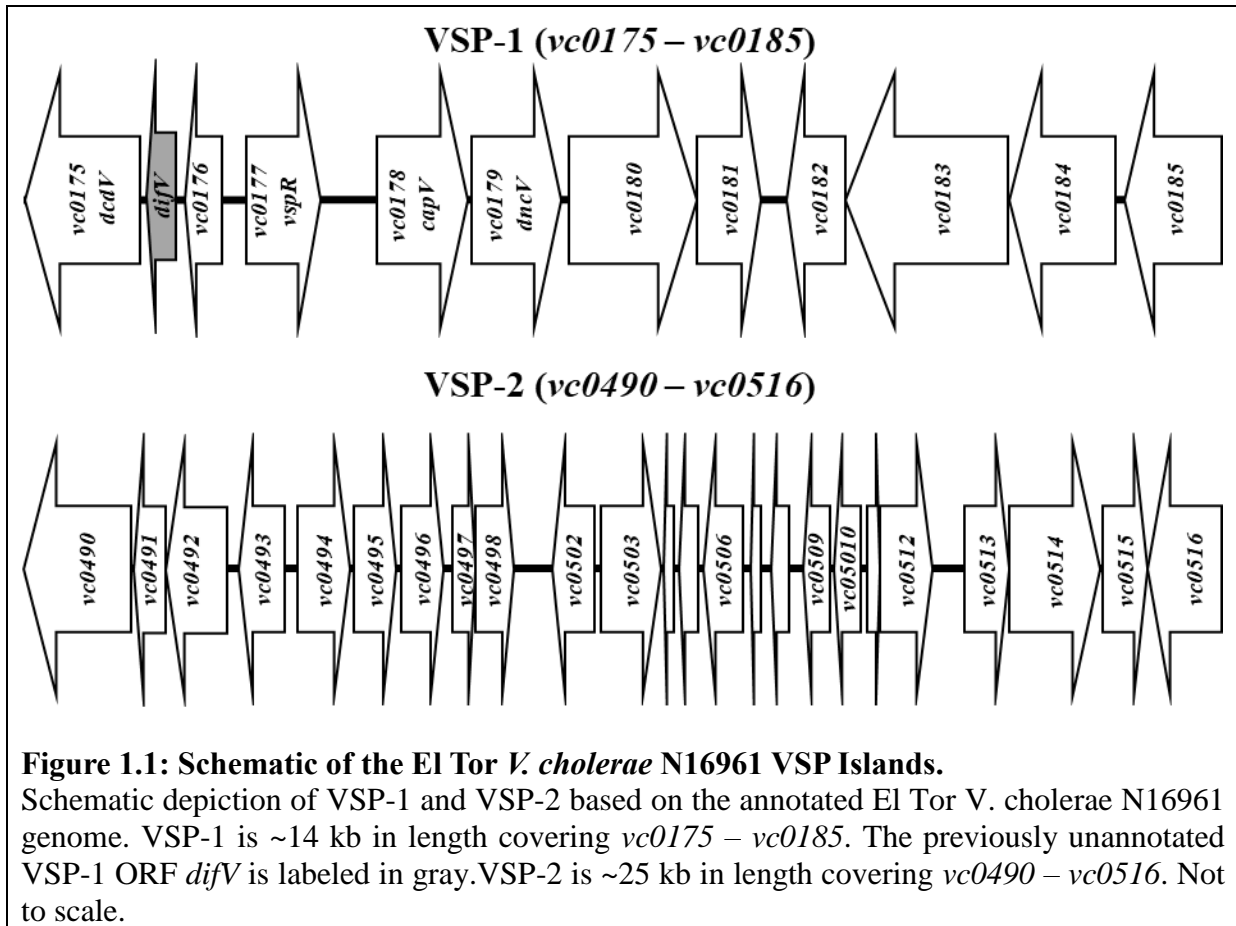 VSP-1 (vc0175 – vc0185)
vc0175
dcdV
difV
vc0176
vc0177
vspR
vc0178
capV
vc0179
dncV
vc0180
vc0181
vc0182
vc0183
vc0184
vc0185
VSP-2 (vc0490 – vc0516)
vc0490
vc0491
vc0492
vc0493
vc0494
vc0495
vc0496
vc0497
vc0498
vc0502
vc0503
vc0506
vc0509
vc05010
vc0512
vc0513
vc0514
vc0515
vc0516
Figure 1.1: Schematic of the El Tor V. cholerae N16961 VSP Islands.
Schematic depiction of VSP-1 and VSP-2 based on the annotated El Tor V. cholerae N16961
genome. VSP-1 is ~14 kb in length covering vc0175 – vc0185. The previously unannotated
VSP-1 ORF difV is labeled in gray.VSP-2 is ~25 kb in length covering vc0490 – vc0516. Not
to scale.